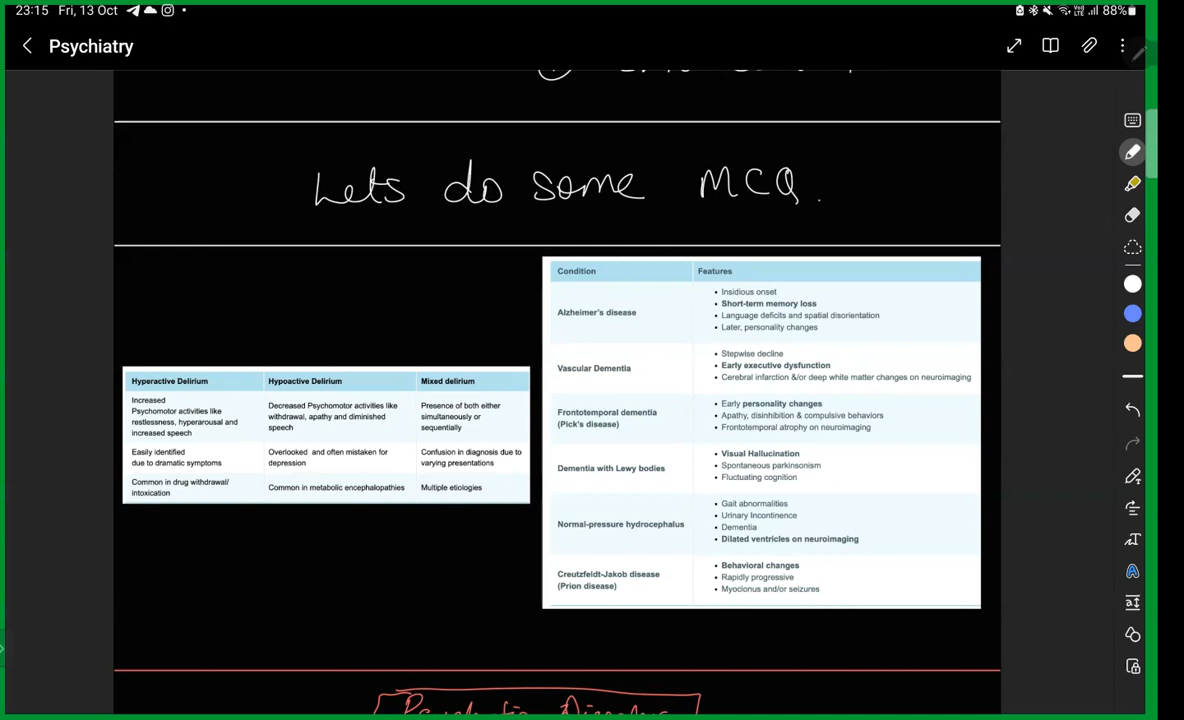 23:15 Fri, 13 Oct
88%
Psychiatry
Lets do some MCQ.
Hyperactive Delirium Hypoactive Delirium Mixed delirium
Increased
Psychomotor activities like
restlessness, hyperarousal and
increased speech
Decreased Psychomotor activities like
withdrawal, apathy and diminished
speech
Presence of both either
simultaneously or
sequentially
Easily identified
due to dramatic symptoms
Overlooked and often mistaken for
depression
Confusion in diagnosis due to
varying presentations
Common in drug withdrawal/
intoxication
Common in metabolic encephalopathies
Multiple etiologies
Condition Features
Alzheimer's disease
• Insidious onset
• Short-term memory loss
• Language deficits and spatial disorientation
• Later, personality changes
Vascular Dementia
• Stepwise decline
• Early executive dysfunction
• Cerebral infarction &/or deep white matter changes on neuroimaging
Frontotemporal dementia
(Pick's disease)
• Early personality changes
• Apathy, disinhibition & compulsive behaviors
• Frontotemporal atrophy on neuroimaging
Dementia with Lewy bodies
• Visual Hallucination
• Spontaneous parkinsonism
• Fluctuating cognition
Normal-pressure hydrocephalus
• Gait abnormalities
• Urinary Incontinence
• Dementia
• Dilated ventricles on neuroimaging
Creutzfeldt-Jakob disease
(Prion disease)
• Behavioral changes
• Rapidly progressive
• Myoclonus and/or seizures